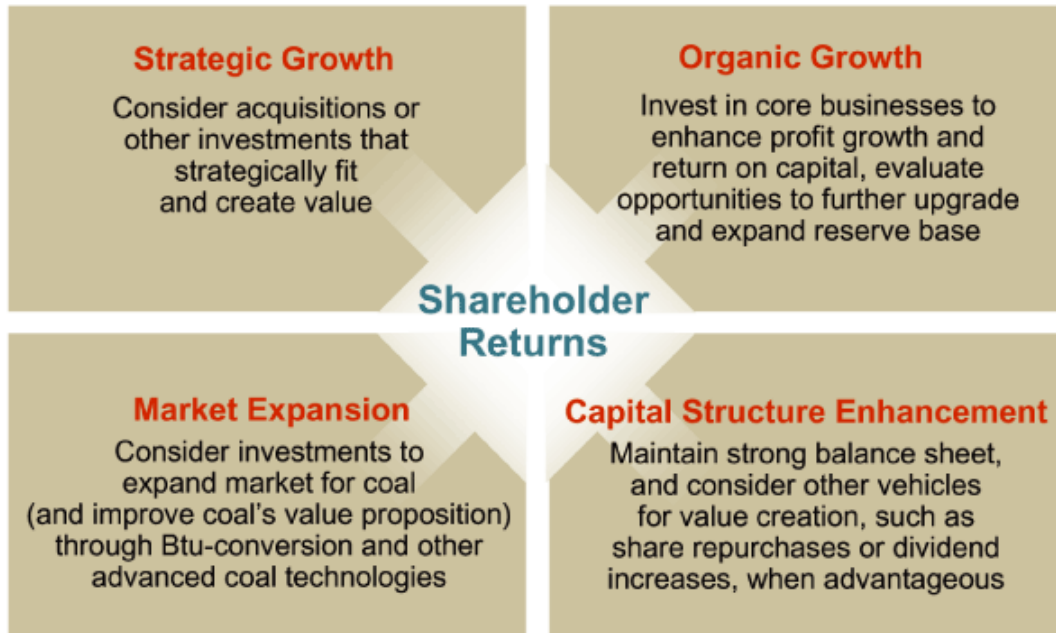 Strategic Growth
Consider acquisitions or
other investments that
strategically fit
and create value
Organic Growth
Invest in core businesses to
enhance profit growth and
return on capital, evaluate
opportunities to further upgrade
and expand reserve base
Shareholder
Returns
Market Expansion
Consider investments to
expand market for coal
(and improve coal's value proposition)
through Btu-conversion and other
advanced coal technologies
Capital Structure Enhancement
Maintain strong balance sheet,
and consider other vehicles
for value creation, such as
share repurchases or dividend
increases, when advantageous